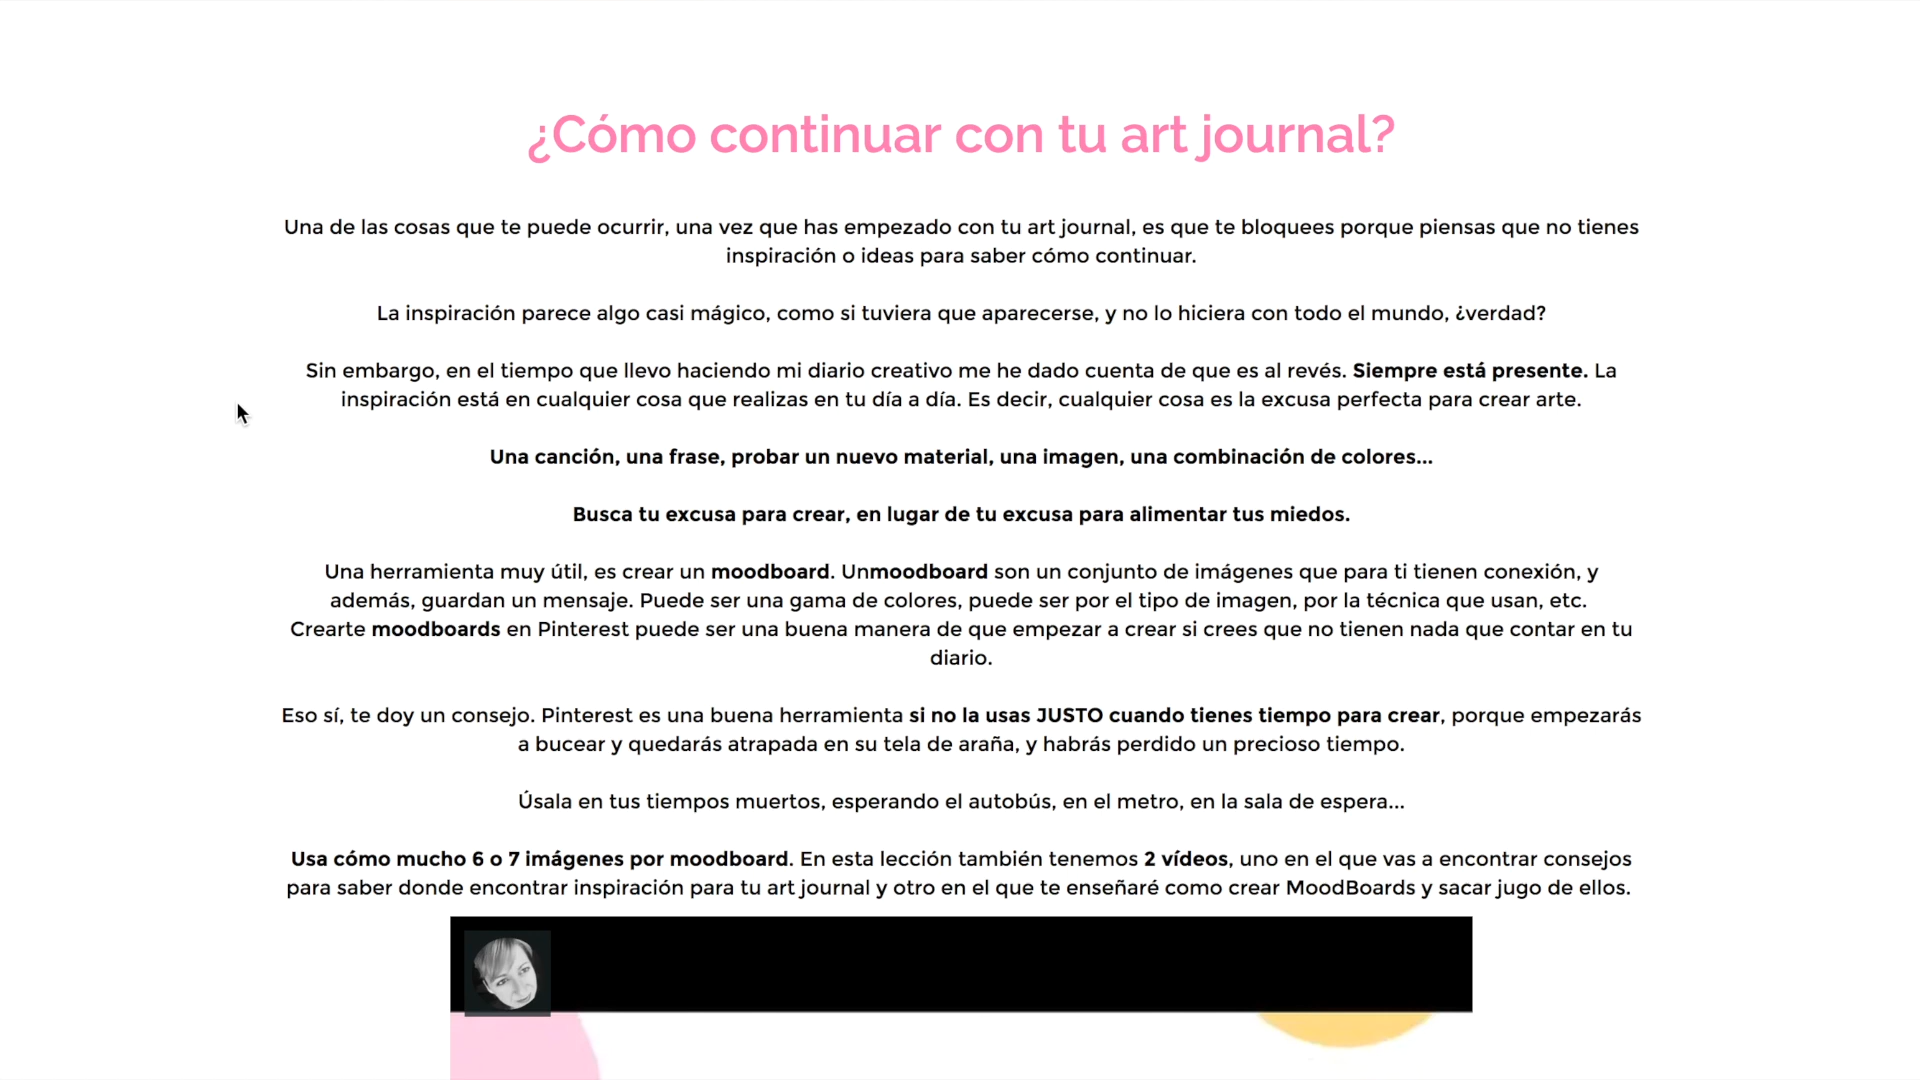 ¿Cómo continuar con tu art journal?
Una de las cosas que te puede ocurrir, una vez que has empezado con tu art journal, es que te bloquees porque piensas que no tienes
inspiración o ideas para saber cómo continuar.
La inspiración parece algo casi mágico, como si tuviera que aparecerse, y no lo hiciera con todo el mundo, ¿verdad?
Sin embargo, en el tiempo que llevo haciendo mi diario creativo me he dado cuenta de que es al revés. Siempre está presente. La
inspiración está en cualquier cosa que realizas en tu día a día. Es decir, cualquier cosa es la excusa perfecta para crear arte.
Una canción, una frase, probar un nuevo material, una imagen, una combinación de colores...
Busca tu excusa para crear, en lugar de tu excusa para alimentar tus miedos.
Una herramienta muy útil, es crear un moodboard. Unmoodboard son un conjunto de imágenes que para ti tienen conexión, y
además, guardan un mensaje. Puede ser una gama de colores, puede ser por el tipo de imagen, por la técnica que usan, etc.
Crearte moodboards en Pinterest puede ser una buena manera de que empezar a crear si crees que no tienen nada que contar en tu
diario.
Eso sí, te doy un consejo. Pinterest es una buena herramienta si no la usas JUSTO cuando tienes tiempo para crear, porque empezarás
a bucear y quedarás atrapada en su tela de araña, y habrás perdido un precioso tiempo.
Úsala en tus tiempos muertos, esperando el autobús, en el metro, en la sala de espera...
Usa cómo mucho 6 o 7 imágenes por moodboard. En esta lección también tenemos 2 vídeos, uno en el que vas a encontrar consejos
para saber donde encontrar inspiración para tu art journal y otro en el que te enseñaré como crear MoodBoards y sacar jugo de ellos.